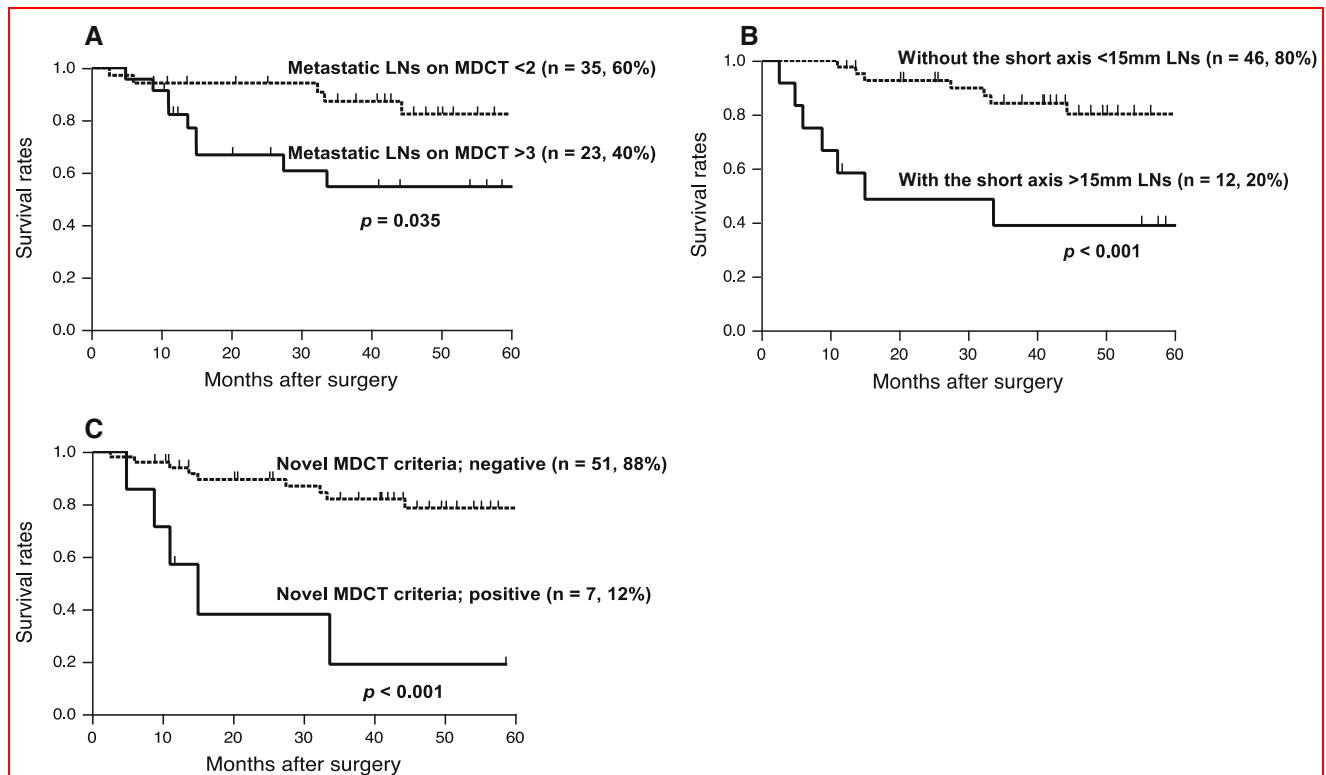 A
1.0
0.8
0.6
0.4
0.2
0.0
Survival rates
Metastatic LNs on MDCT <2 (n = 35, 60%)
Metastatic LNs on MDCT >3 (n = 23, 40%)
p = 0.035
0 10 20 30 40 50 60
Months after surgery
B
1.0
0.8
0.6
0.4
0.2
0.0
Survival rates
Without the short axis <15mm LNs (n = 46, 80%)
With the short axis >15mm LNs (n = 12, 20%)
p < 0.001
0 10 20 30 40 50 60
Months after surgery
C
1.0
0.8
0.6
0.4
0.2
0.0
Survival rates
Novel MDCT criteria; negative (n = 51, 88%)
Novel MDCT criteria; positive (n = 7, 12%)
p < 0.001
0 10 20 30 40 50 60
Months after surgery